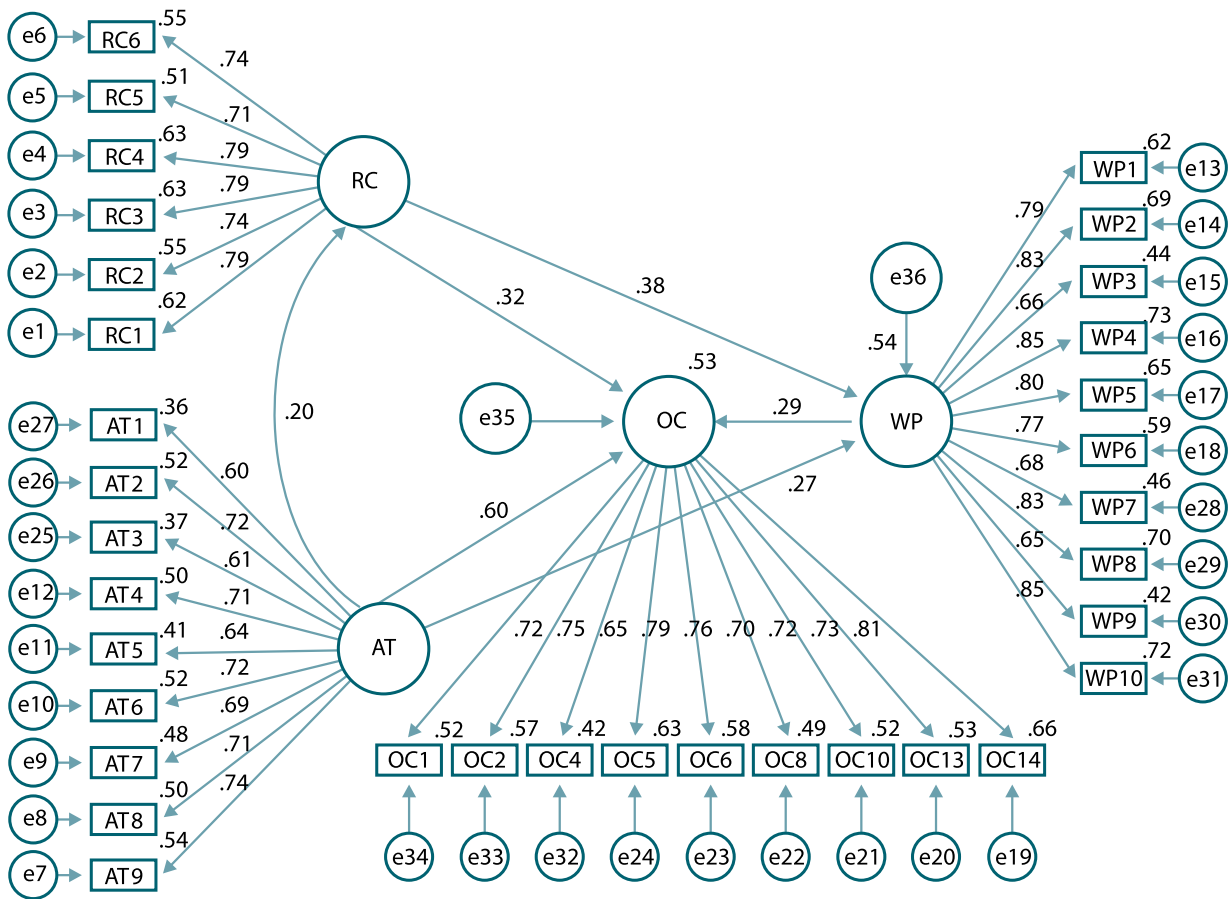 e6 RC6 .55
.74
e5 RC5 .51
.71
e4 RC4 .63
.79
e3 RC3 .63
.79
e2 RC2 .55
.74
e1 RC1 .62
.79
RC
.32
.38
.20
e27 AT1 .36
.60
e26 AT2 .52
.72
e25 AT3 .37
.61
e12 AT4 .50
.71
e11 AT5 .41
.64
e10 AT6 .52
.72
e9 AT7 .48
.69
e8 AT8 .50
.71
e7 AT9 .54
.74
AT
.60
.27
e35
OC
.53
.29
e36
.54
WP
.79
WP1 .62 e13
.83
WP2 .69 e14
.66
WP3 .44 e15
.85
WP4 .73 e16
.80
WP5 .65 e17
.77
WP6 .59 e18
.68
WP7 .46 e28
.83
WP8 .70 e29
.65
WP9 .42 e30
.85
WP10 .72 e31
.72 .75 .65 .79 .76 .70 .72 .73 .81
.52 .57 .42 .63 .58 .49 .52 .53 .66
OC1 OC2 OC4 OC5 OC6 OC8 OC10 OC13 OC14
e34 e33 e32 e24 e23 e22 e21 e20 e19